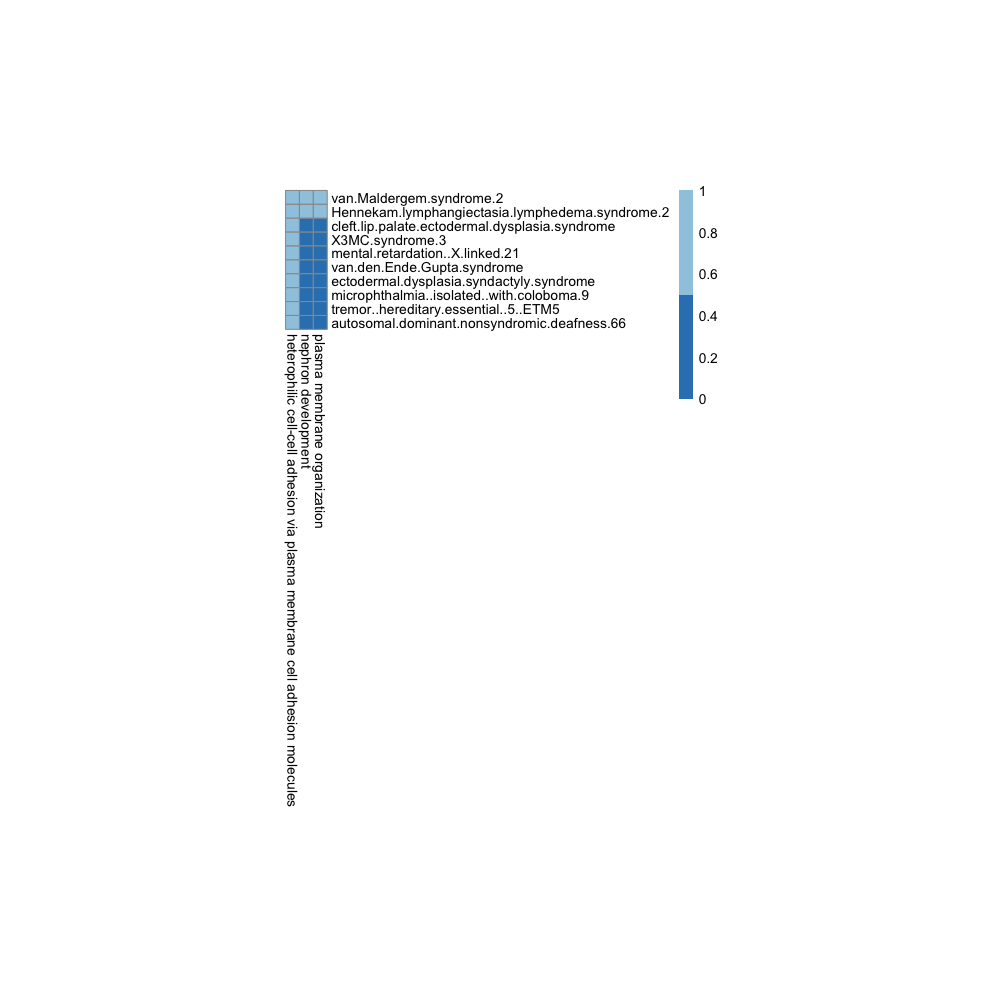 van.Maldergem.syndrome.2
Hennekam.lymphangiectasia.lymphedema.syndrome.2
cleft.lip.palate.ectodermal.dysplasia.syndrome
X3MC.syndrome.3
mental.retardation..X.linked.21
van.den.Ende.Gupta.syndrome
ectodermal.dysplasia.syndactyly.syndrome
microphthalmia..isolated..with.coloboma.9
tremor..hereditary.essential..5..ETM5
autosomal.dominant.nonsyndromic.deafness.66
heterophilic cell-cell adhesion via plasma membrane cell adhesion molecules
nephron development
plasma membrane organization
1
0.8
0.6
0.4
0.2
0